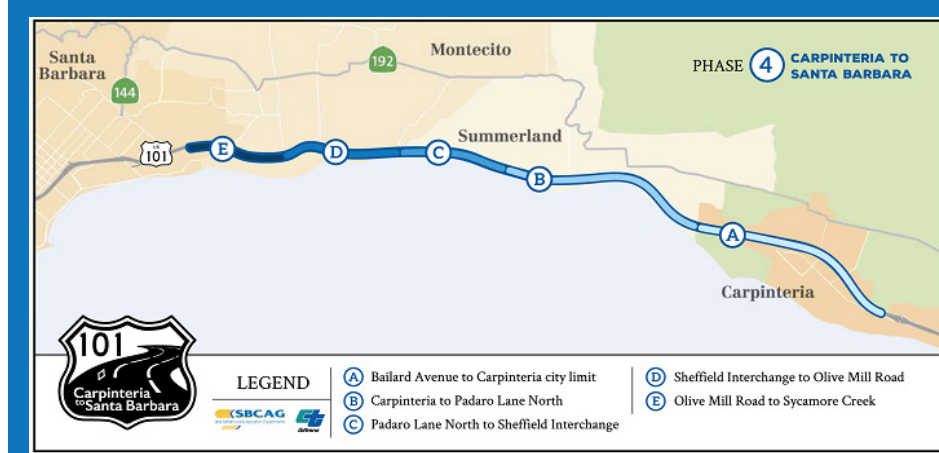 Santa
Barbara
144
192
Montecito
PHASE 4 CARPINTERIA TO
SANTA BARBARA
Summerland
US
101
E
D
C
B
A
Carpinteria
101
Carpinteria
to Santa Barbara
LEGEND
SBCAG
A Bailard Avenue to Carpinteria city limit
B Carpinteria to Padaro Lane North
C Padaro Lane North to Sheffield Interchange
D Sheffield Interchange to Olive Mill Road
E Olive Mill Road to Sycamore Creek